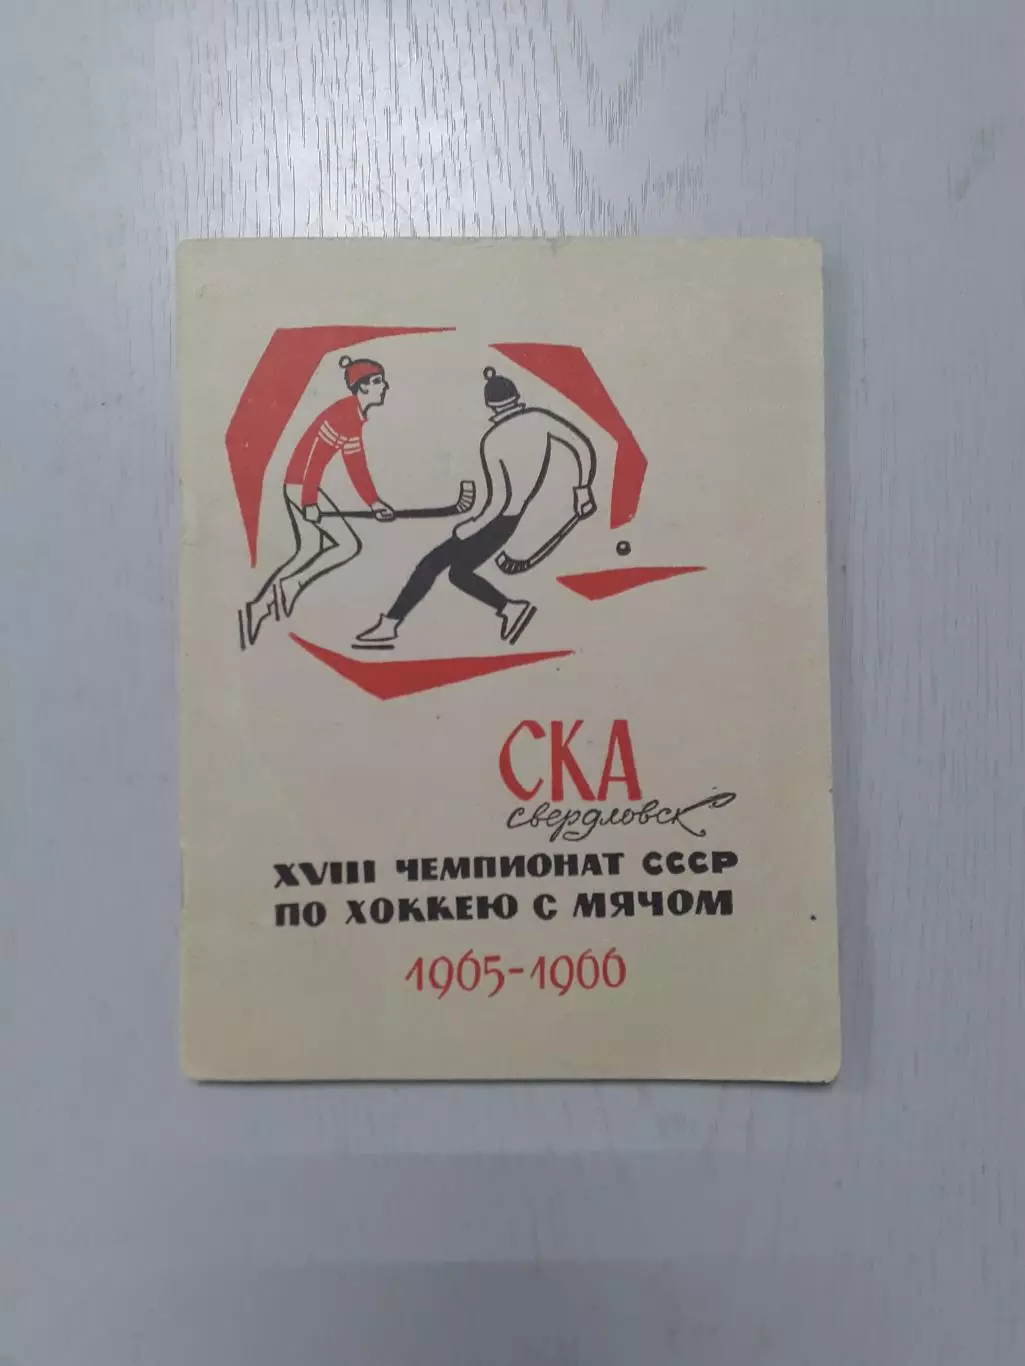 СКА
свердловск
XVIII ЧЕМПИОНАТ СССР
ПО ХОККЕЮ С МЯЧОМ
1965-1966